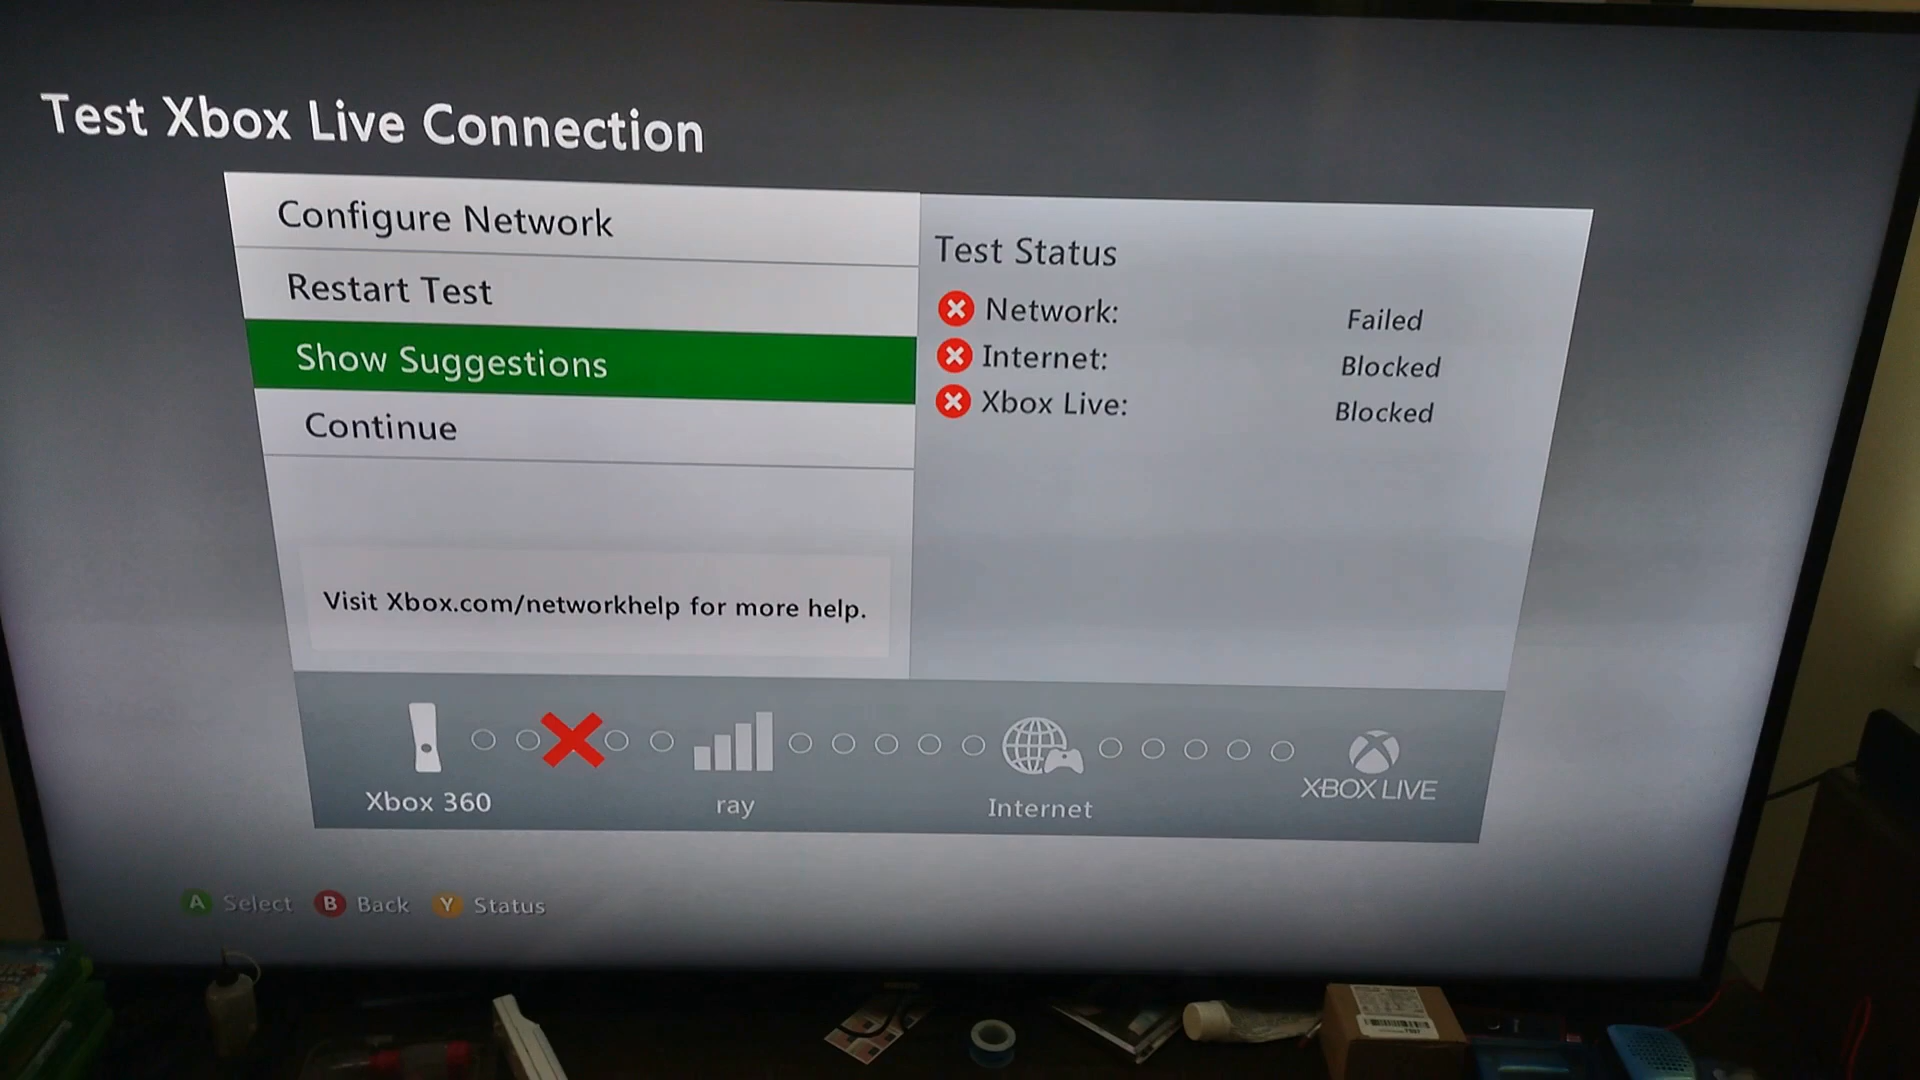 Test Xbox Live Connection
Configure Network
Restart Test
Show Suggestions
Continue
Visit Xbox.com/networkhelp for more help.
Test Status
Network: Failed
Internet: Blocked
Xbox Live: Blocked
Xbox 360
ray
Internet
XBOX LIVE
A Select B Back Y Status